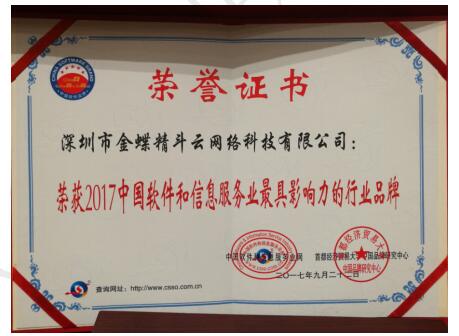 荣誉证书
深圳市金蝶精斗云网络科技有限公司：
荣获2017中国软件和信息服务业最具影响力的行业品牌
中国软件和信息服务业网 首都经济贸易大学中国品牌研究中心
二〇一七年九月二十二日
查询网址：http://www.csso.com.cn